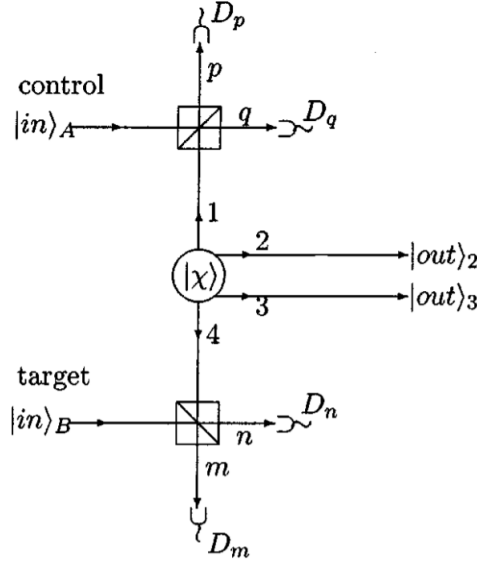 D_p
p
control
|in⟩_A
q
D_q
1
2
|out⟩_2
|χ⟩
3
|out⟩_3
4
target
|in⟩_B
n
D_n
m
D_m